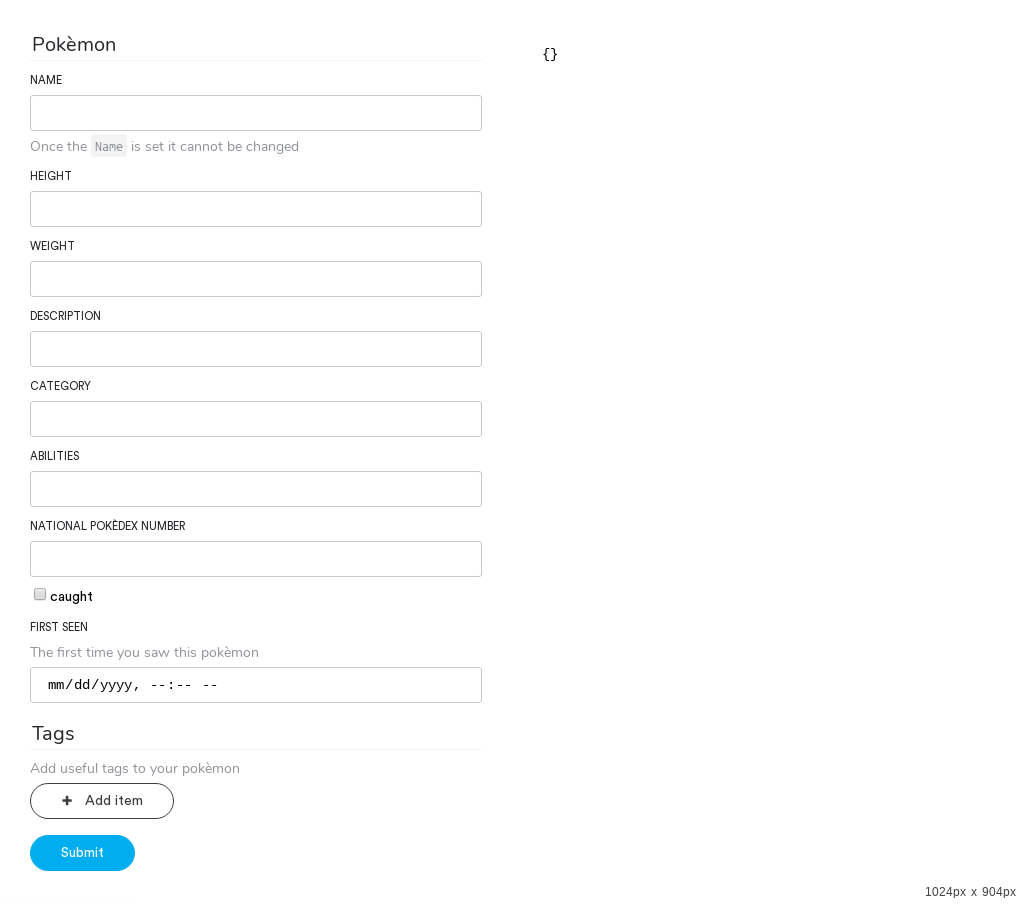 Pokèmon
{}
NAME
Once the Name is set it cannot be changed
HEIGHT
WEIGHT
DESCRIPTION
CATEGORY
ABILITIES
NATIONAL POKÈDEX NUMBER
caught
FIRST SEEN
The first time you saw this pokèmon
mm/dd/yyyy, --:-- --
Tags
Add useful tags to your pokèmon
Add item
Submit
1024px x 904px